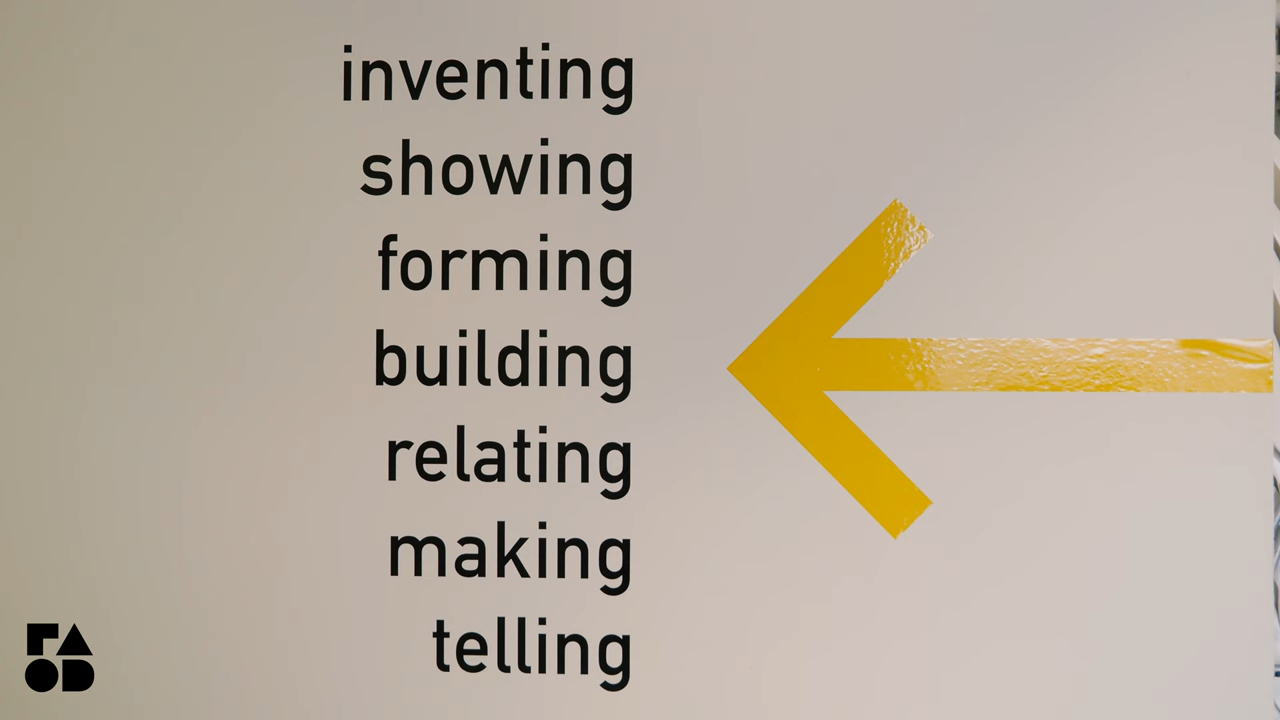 inventing
showing
forming
building
relating
making
telling